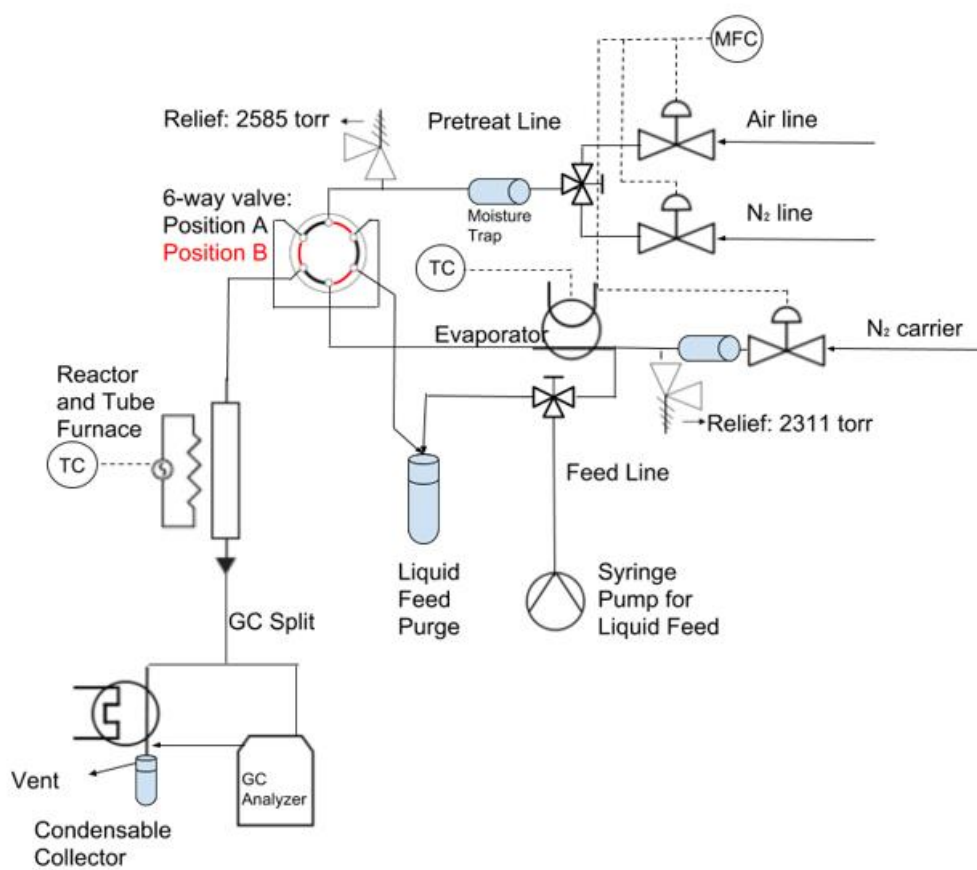 MFC
Relief: 2585 torr
Pretreat Line
Air line
6-way valve:
Position A
Position B
Moisture
Trap
N₂ line
TC
Evaporator
N₂ carrier
Reactor
and Tube
Furnace
TC
Relief: 2311 torr
Feed Line
Liquid
Feed
Purge
Syringe
Pump for
Liquid Feed
GC Split
Vent
GC
Analyzer
Condensable
Collector